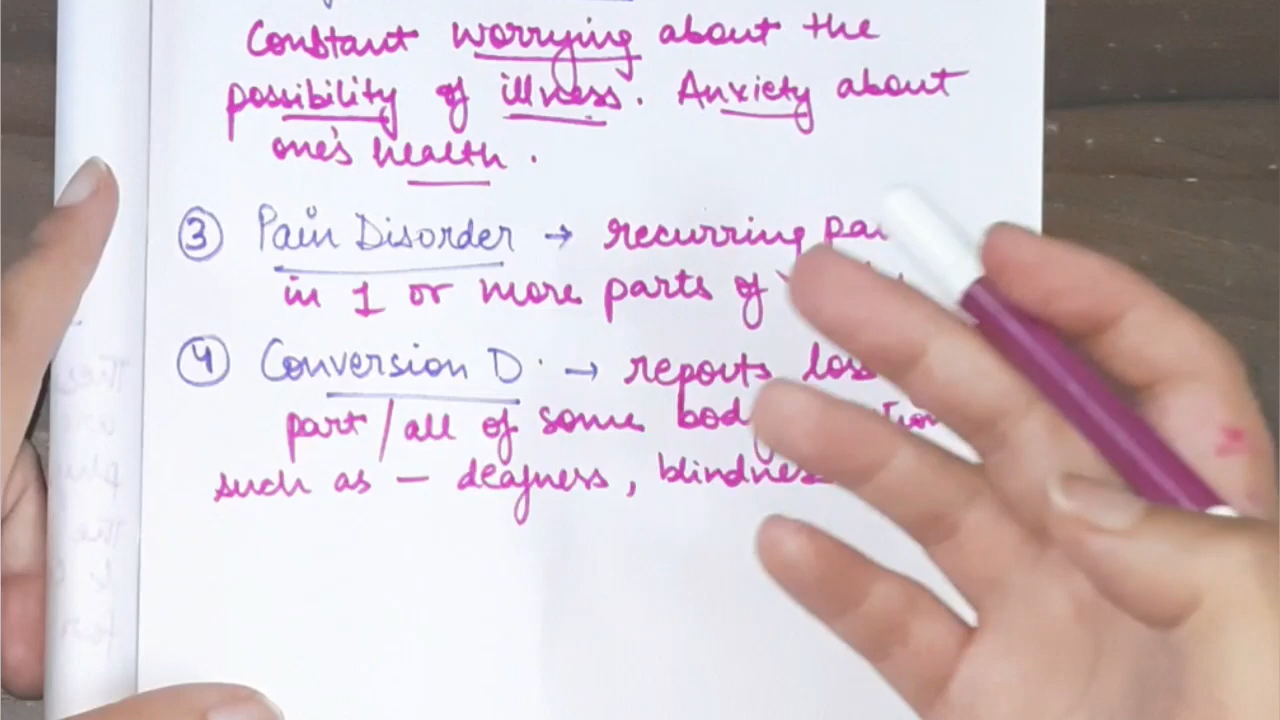 Constant worrying about the
possibility of illness. Anxiety about
one's health.
③ Pain Disorder → recurring
in 1 or more parts of
④ Conversion D. → reports loss
part/all of some
such as — deafness, blindness